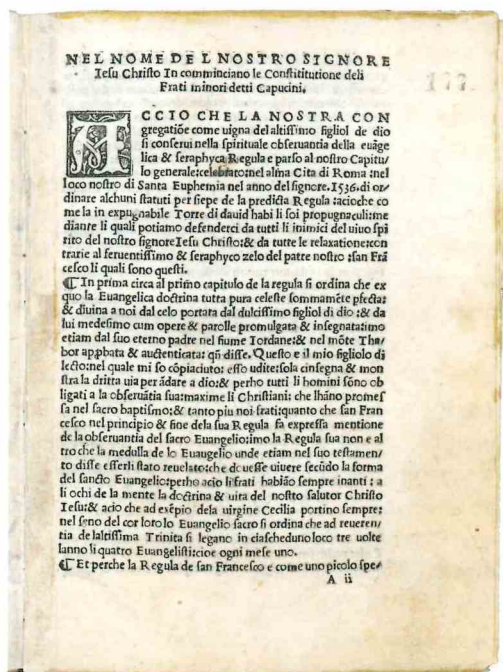 NEL NOME DEL NOSTRO SIGNORE
Iesu Christo In comminciano le Constititutione deli
Frati minori detti Capucini.
177
ACCIO CHE LA NOSTRA CON
gregatiõe come uigna del altissimo figliol de dio
si conserui nella spirituale obseruantia della euãge
lica & seraphyca Regula e parso al nostro Capitu/
lo generale:celebrato:nel alma Cita di Roma :nel
loco nostro di Santa Euphemia nel anno del signore.1536.di or/
dinare alchuni statuti per siepe de la predicta Regula :acioche co
me la in expugnabile Torre di dauid habi li soi propugnaculi:me
diante li quali potiamo defenderci da tutti li inimici del uiuo spi
rito del nostro signore Iesu Christo:& da tutte le relaxatione:con
trarie al feruentissimo & seraphyco zelo del patre nostro :san Frã
cesco li quali sono questi.
¶ In prima circa al primo capitulo de la regula si ordina che ex
quo la Euangelica doctrina tutta pura celeste sommamẽte pfecta:
& diuina a noi dal celo portata dal dulcissimo figliol di dio :& da
lui medesimo cum opere & parolle promulgata & insegnata:imo
etiam dal suo eterno padre nel fiume Iordane:& nel mõte Tha/
bor appbata &auctenticata: qñ disse. Questo e il mio figliolo di
lecto:nel quale mi so cõpiaciuto: esso udite:sola cinsegna & mon
stra la dritta uia per ãdare a dio:& perho tutti li homini sõno ob
ligati a la obseruãtia sua:maxime li Christiani: che lhãno promes
sa nel sacro baptismo:& tanto piu noi frati:quanto che san Fran
cesco nel principio & fine dela sua Regula fa expressa mentione
de la obseruantia del sacro Euangelio:imo la Regula sua non e al
tro che la medulla de lo Euaugelio unde etiam nel suo testamen/
to disse esserli stato reuelato:che douesse uiuere secũdo la forma
del sancto Euangelio:perho acio li frati habião sempre inanti : a
li ochi de la mente la doctrina & uita del nostto salutor Christo
Iesu:& acio che ad exẽpio dela uirgine Cecilia portino sempre:
nel seno del cor loro lo Euangelio sacro si ordina che ad reueren/
tia de laltissima Trinita si legano in ciascheduno loco tre uolte
lanno li quatro Euangelisti:cioe ogni mese uno.
¶ Et perche la Regula de san Francesco e come uno picolo spe/
A ii